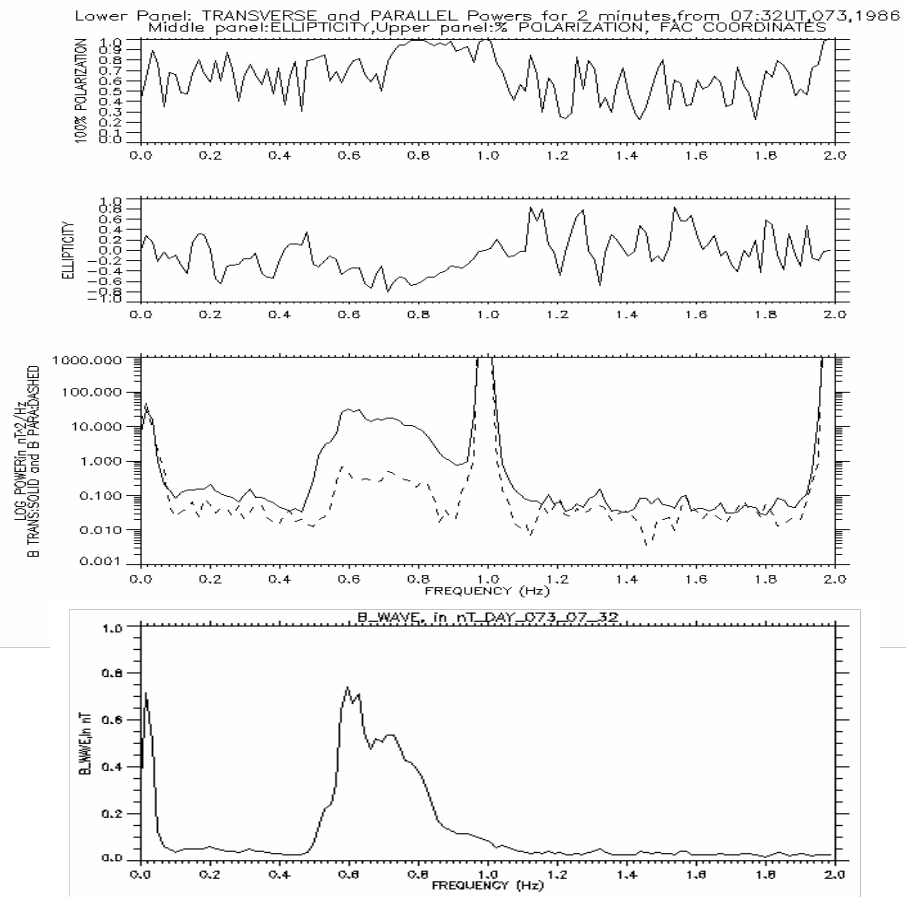 Lower Panel: TRANSVERSE and PARALLEL Powers for 2 minutes,from 07:32UT,073,1986
Middle panel:ELLIPTICITY,Upper panel:% POLARIZATION, FAC COORDINATES
100% POLARIZATION
1.0
0.9
0.8
0.7
0.6
0.5
0.4
0.3
0.2
0.1
0.0
0.0 0.2 0.4 0.6 0.8 1.0 1.2 1.4 1.6 1.8 2.0
ELLIPTICITY
1.0
0.8
0.6
0.4
0.2
0.0
-0.2
-0.4
-0.6
-0.8
-1.0
0.0 0.2 0.4 0.6 0.8 1.0 1.2 1.4 1.6 1.8 2.0
LOG POWERin nT^2/Hz
B TRANS:SOLID and B PARA:DASHED
1000.000
100.000
10.000
1.000
0.100
0.010
0.001
0.0 0.2 0.4 0.6 0.8 1.0 1.2 1.4 1.6 1.8 2.0
FREQUENCY (Hz)
B_WAVE, in nT_DAY_073_07_32
B_WAVE,in nT
1.0
0.8
0.6
0.4
0.2
0.0
0.0 0.2 0.4 0.6 0.8 1.0 1.2 1.4 1.6 1.8 2.0
FREQUENCY (Hz)